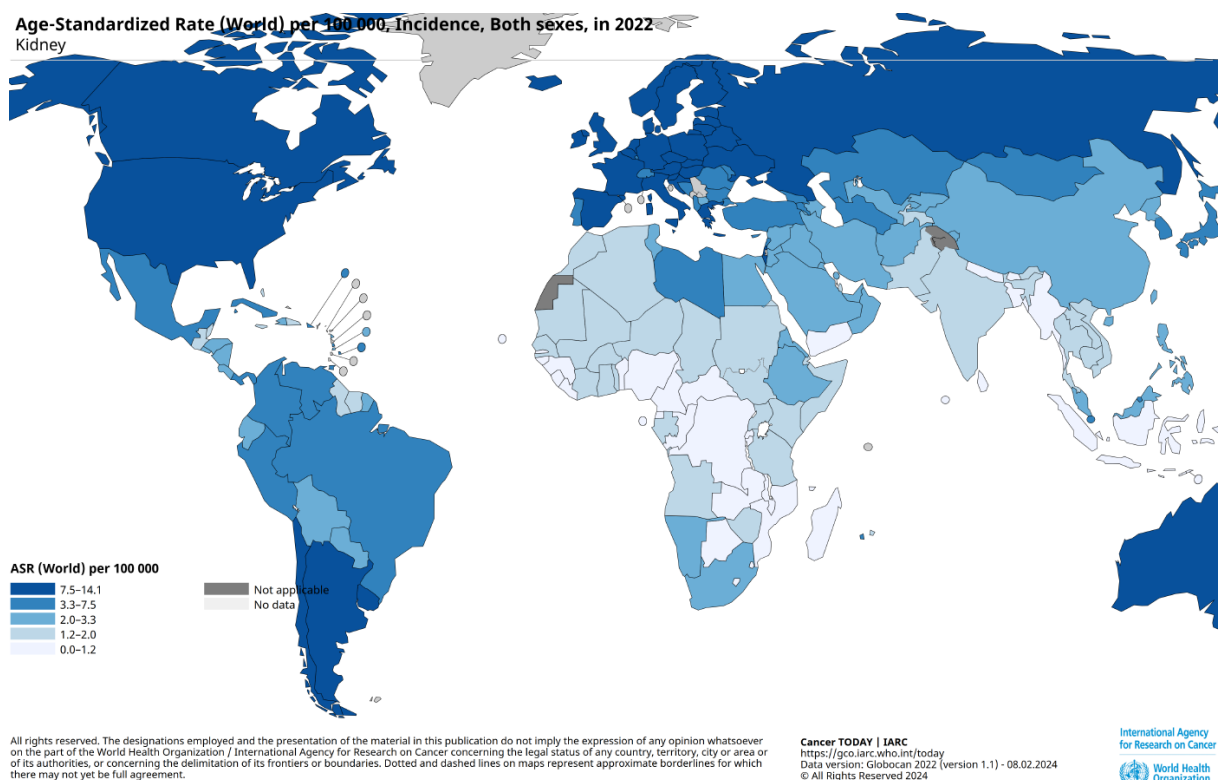 Age-Standardized Rate (World) per 100 000, Incidence, Both sexes, in 2022
Kidney
ASR (World) per 100 000
7.5–14.1
3.3–7.5
2.0–3.3
1.2–2.0
0.0–1.2
Not applicable
No data
All rights reserved. The designations employed and the presentation of the material in this publication do not imply the expression of any opinion whatsoever
on the part of the World Health Organization / International Agency for Research on Cancer concerning the legal status of any country, territory, city or area or
of its authorities, or concerning the delimitation of its frontiers or boundaries. Dotted and dashed lines on maps represent approximate borderlines for which
there may not yet be full agreement.
Cancer TODAY | IARC
https://gco.iarc.who.int/today
Data version: Globocan 2022 (version 1.1) - 08.02.2024
© All Rights Reserved 2024
International Agency
for Research on Cancer
World Health
Organization